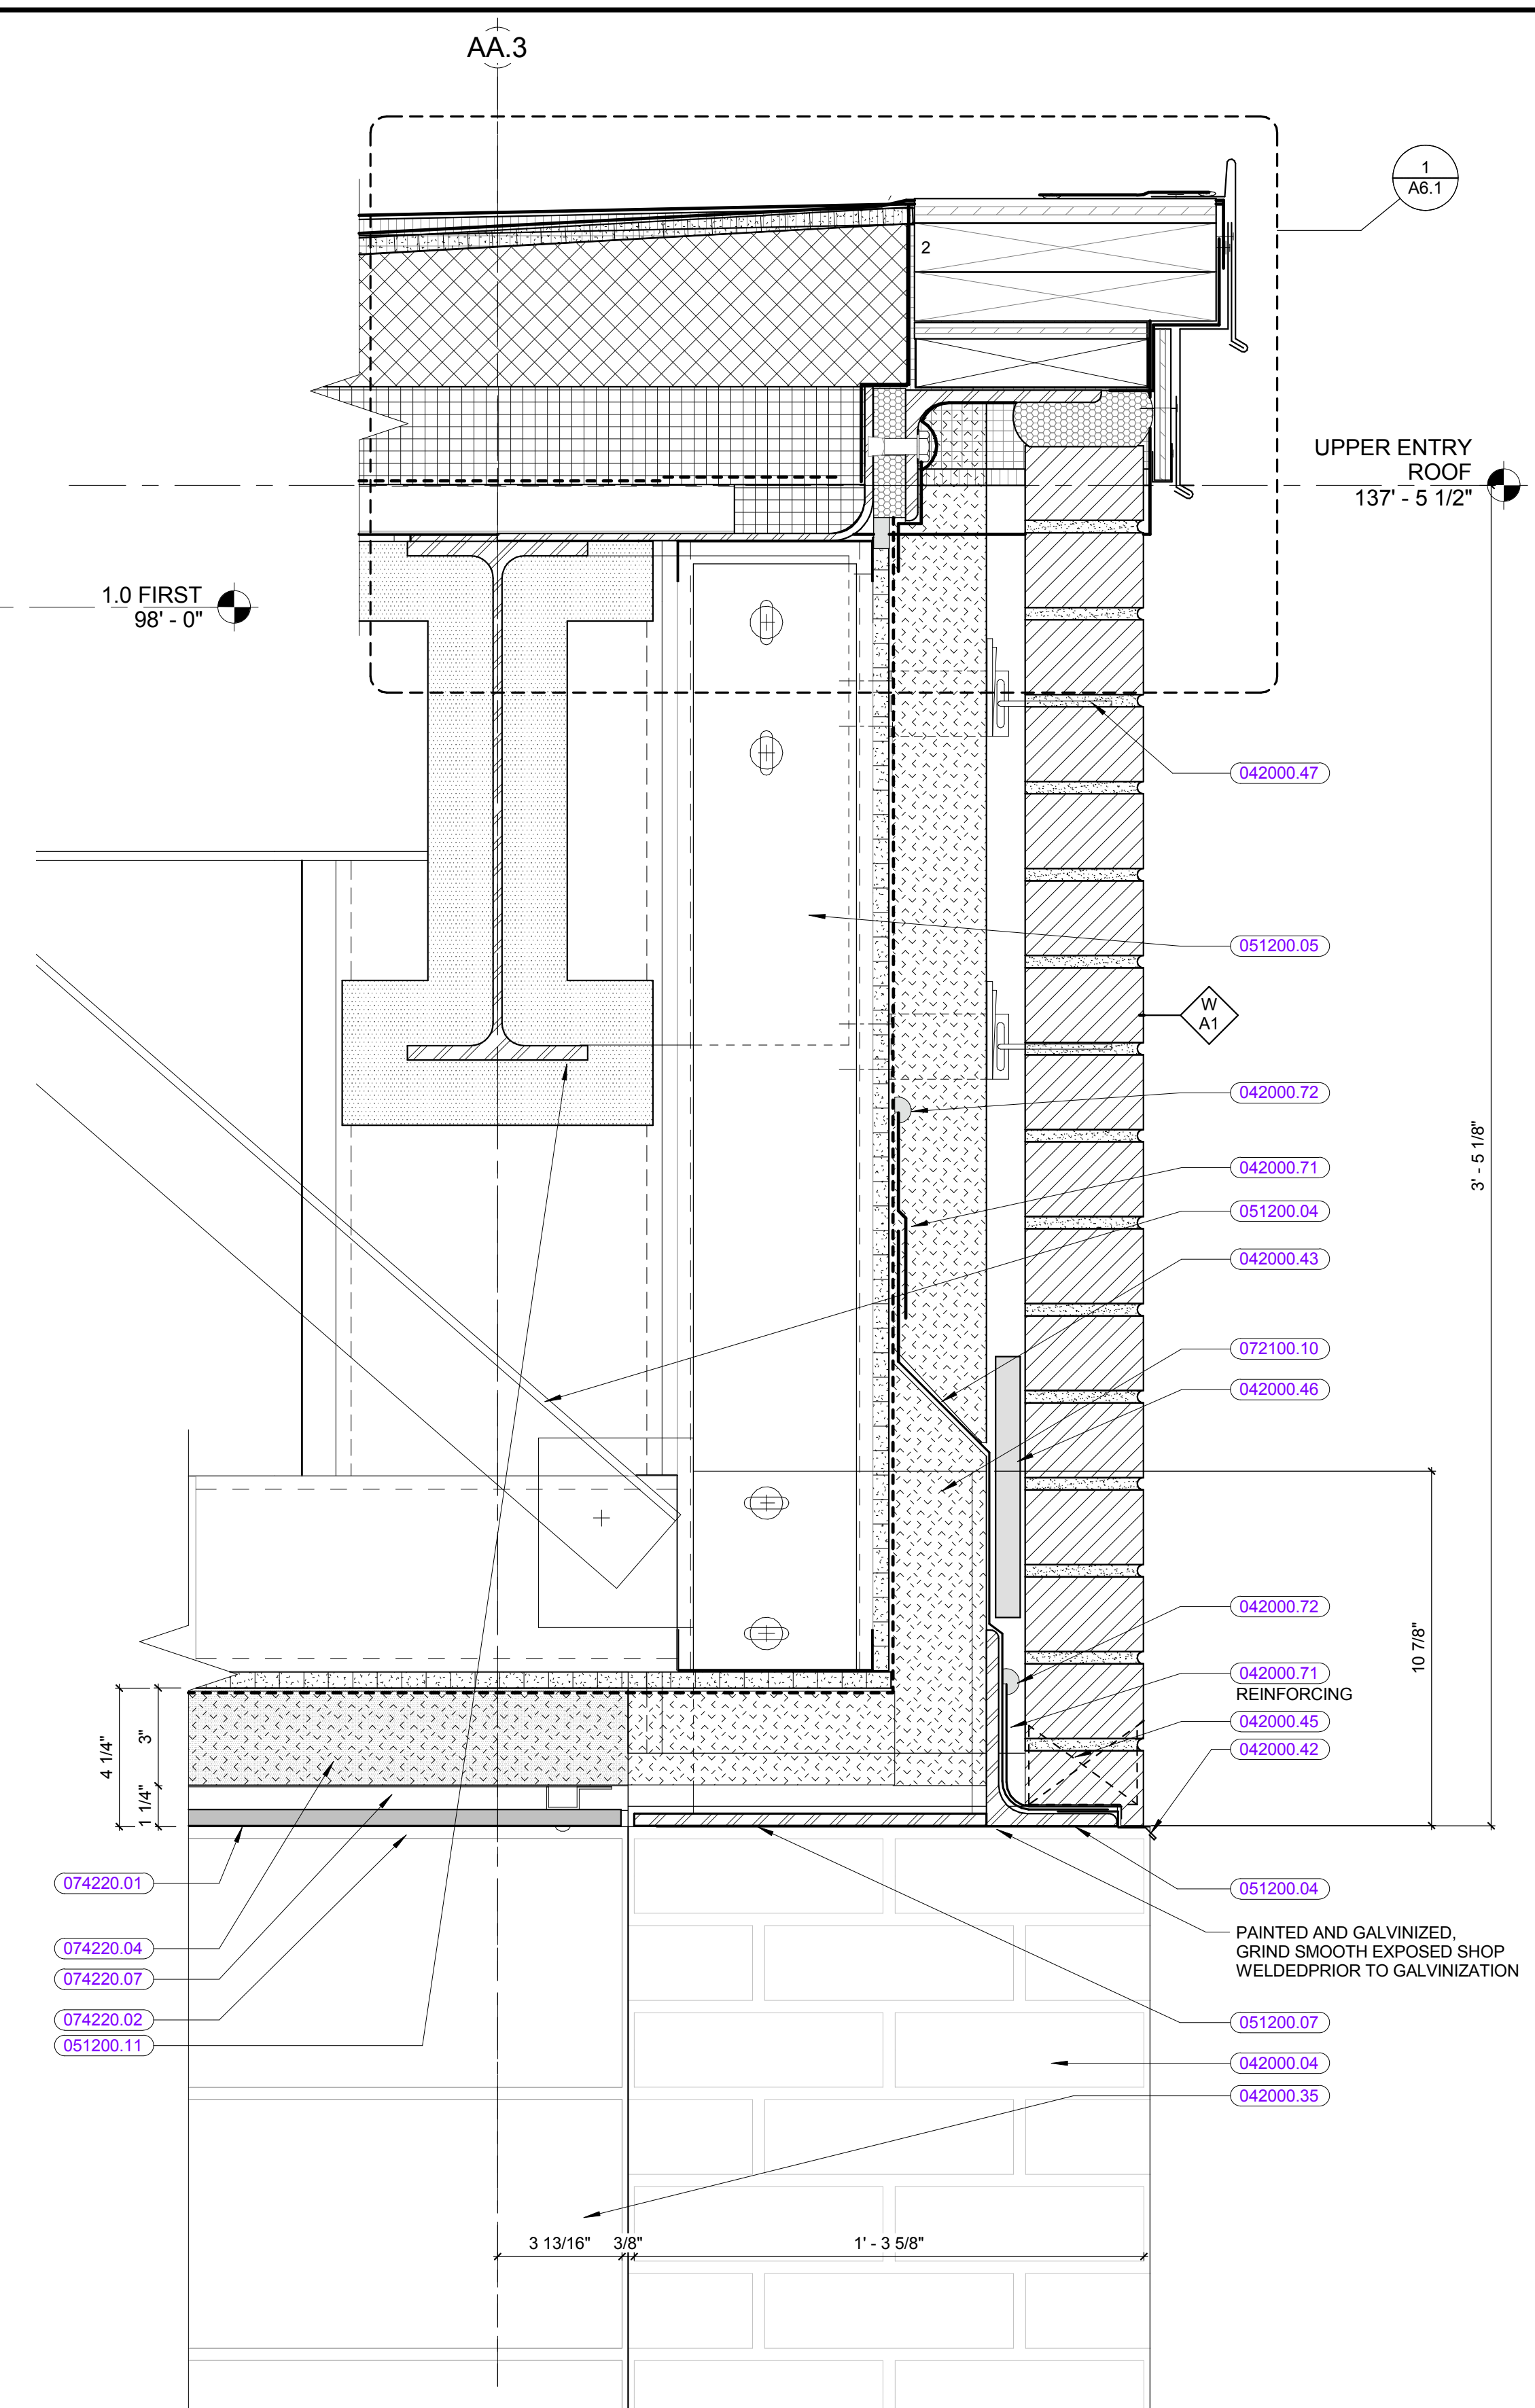 AA.3
1
A6.1
2
UPPER ENTRY
ROOF
137' - 5 1/2"
1.0 FIRST
98' - 0"
042000.47
051200.05
W
A1
042000.72
042000.71
051200.04
042000.43
072100.10
042000.46
3' - 5 1/8"
10 7/8"
042000.72
042000.71
REINFORCING
042000.45
042000.42
4 1/4"
3"
1 1/4"
074220.01
074220.04
074220.07
074220.02
051200.11
051200.04
PAINTED AND GALVINIZED,
GRIND SMOOTH EXPOSED SHOP
WELDEDPRIOR TO GALVINIZATION
051200.07
042000.04
042000.35
3 13/16"
3/8"
1' - 3 5/8"